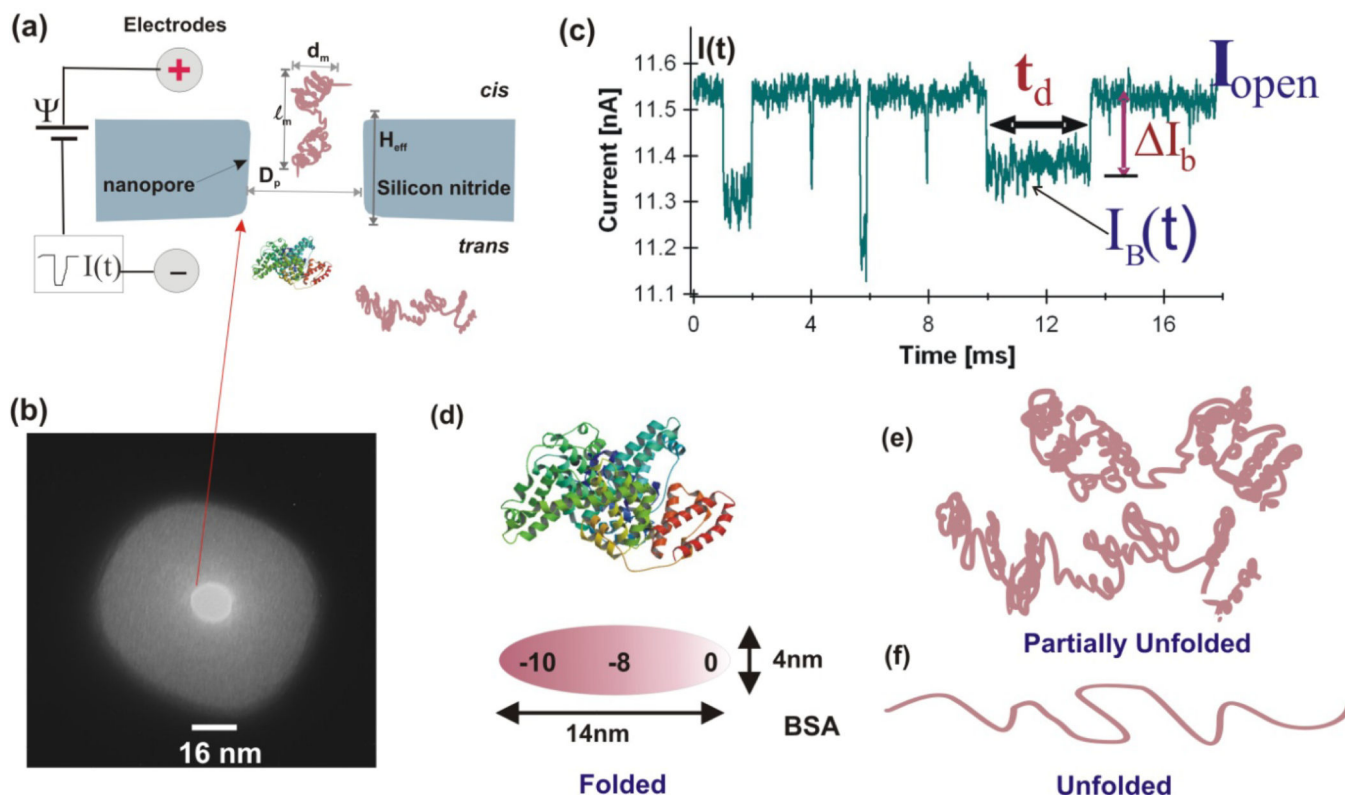 (a)
Electrodes
+
Ψ
dₘ
ℓₘ
cis
H_eff
nanopore
D_p
Silicon nitride
trans
I(t)
−
(b)
16 nm
(c)
I(t)
I_open
t_d
ΔI_b
I_B(t)
Current [nA]
11.6
11.5
11.4
11.3
11.2
11.1
0 4 8 12 16
Time [ms]
(d)
-10 -8 0
4nm
14nm
BSA
Folded
(e)
Partially Unfolded
(f)
Unfolded